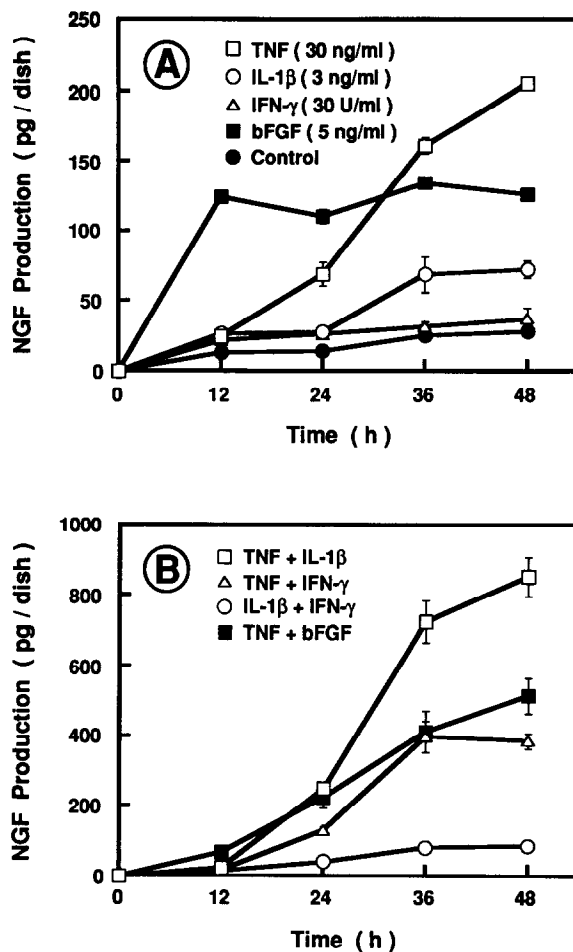 250
200
150
100
50
0
NGF Production ( pg / dish )
A
TNF ( 30 ng/ml )
IL-1β ( 3 ng/ml )
IFN-γ ( 30 U/ml )
bFGF ( 5 ng/ml )
Control
0 12 24 36 48
Time ( h )
1000
800
600
400
200
0
NGF Production ( pg / dish )
B
TNF + IL-1β
TNF + IFN-γ
IL-1β + IFN-γ
TNF + bFGF
0 12 24 36 48
Time ( h )